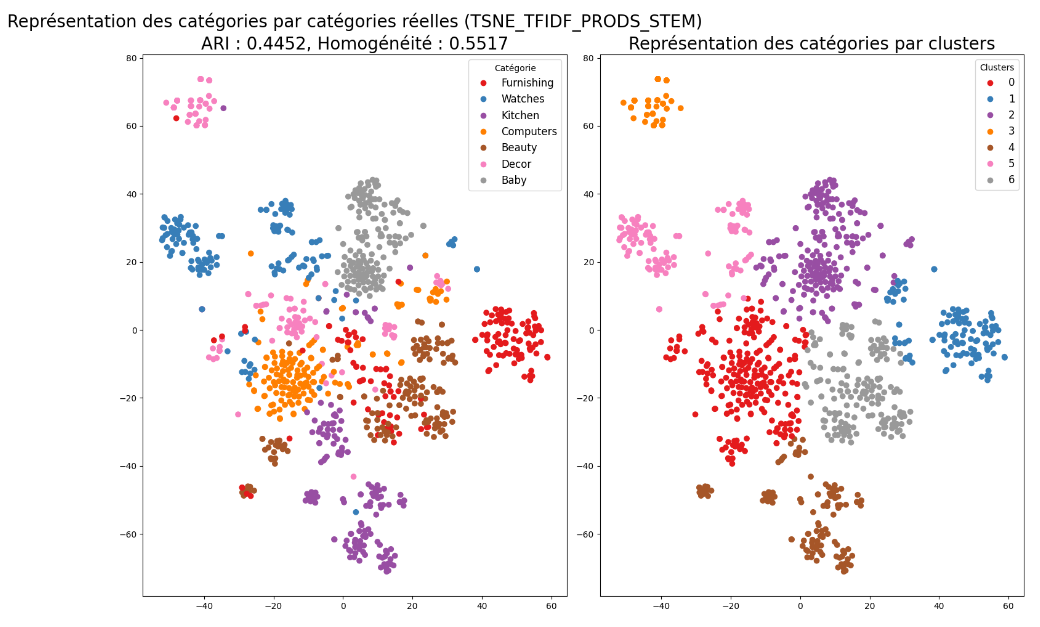 Représentation des catégories par catégories réelles (TSNE_TFIDF_PRODS_STEM)
ARI : 0.4452, Homogénéité : 0.5517
Représentation des catégories par clusters
80
60
40
20
0
−20
−40
−60
−40
−20
0
20
40
60
Catégorie
Furnishing
Watches
Kitchen
Computers
Beauty
Decor
Baby
80
60
40
20
0
−20
−40
−60
−40
−20
0
20
40
60
Clusters
0
1
2
3
4
5
6